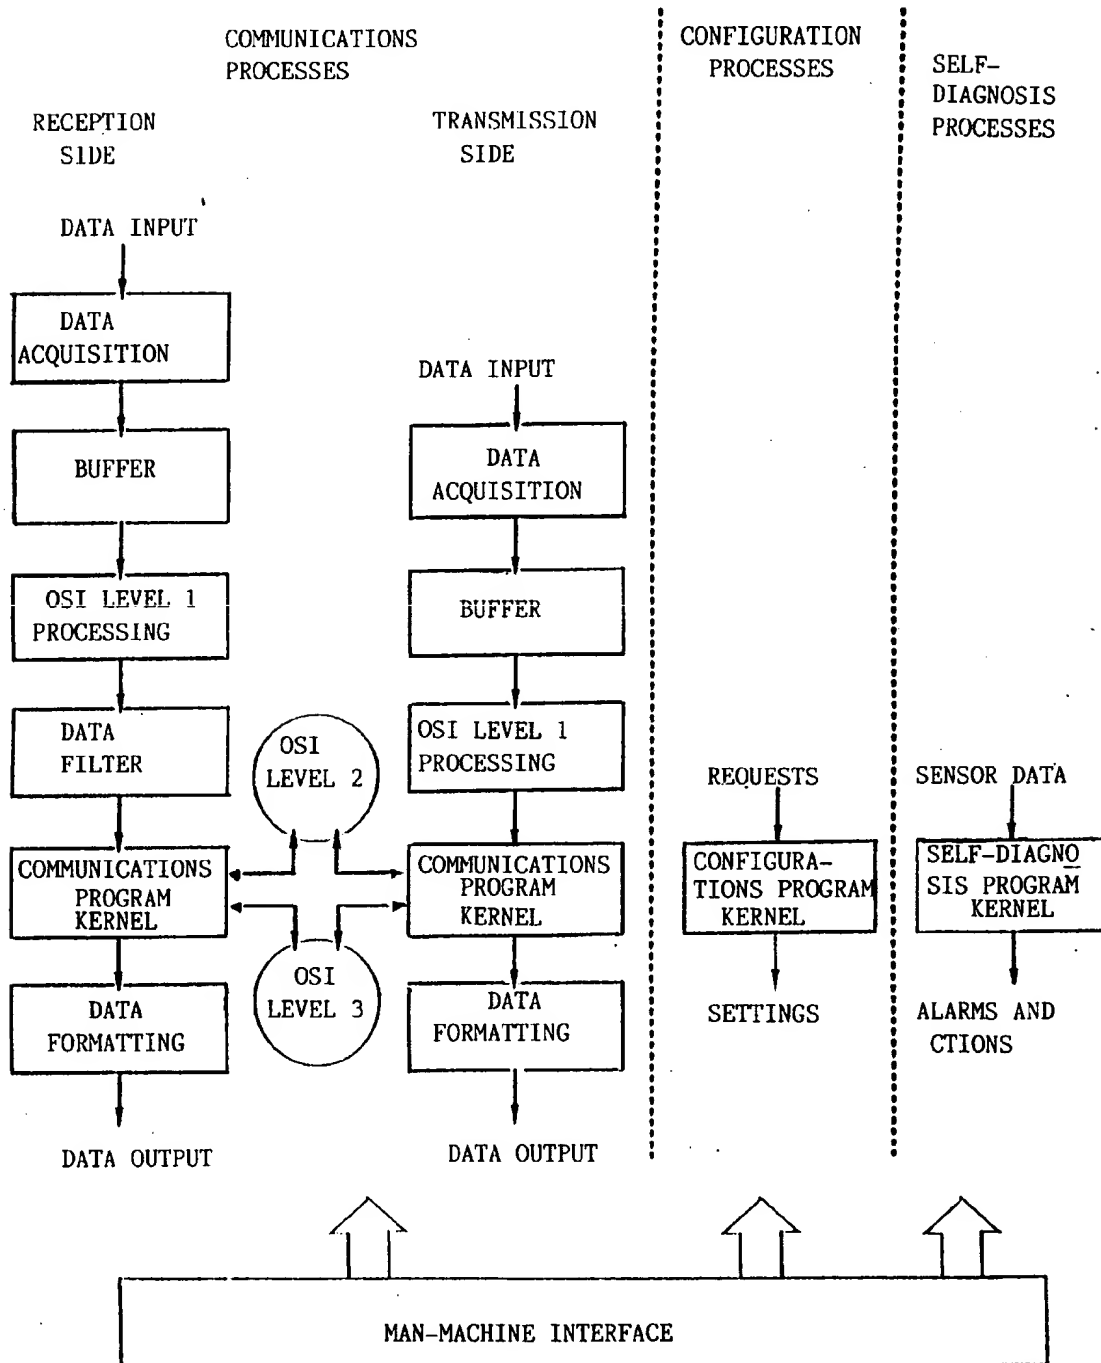 COMMUNICATIONS
PROCESSES
CONFIGURATION
PROCESSES
SELF-
DIAGNOSIS
PROCESSES
RECEPTION
SIDE
TRANSMISSION
SIDE
DATA INPUT
DATA
ACQUISITION
BUFFER
OSI LEVEL 1
PROCESSING
DATA
FILTER
COMMUNICATIONS
PROGRAM
KERNEL
DATA
FORMATTING
DATA OUTPUT
OSI
LEVEL 2
OSI
LEVEL 3
DATA INPUT
DATA
ACQUISITION
BUFFER
OSI LEVEL 1
PROCESSING
COMMUNICATIONS
PROGRAM
KERNEL
DATA
FORMATTING
DATA OUTPUT
REQUESTS
CONFIGURA-
TIONS PROGRAM
KERNEL
SETTINGS
SENSOR DATA
SELF-DIAGNO
SIS PROGRAM
KERNEL
ALARMS AND
CTIONS
MAN-MACHINE INTERFACE